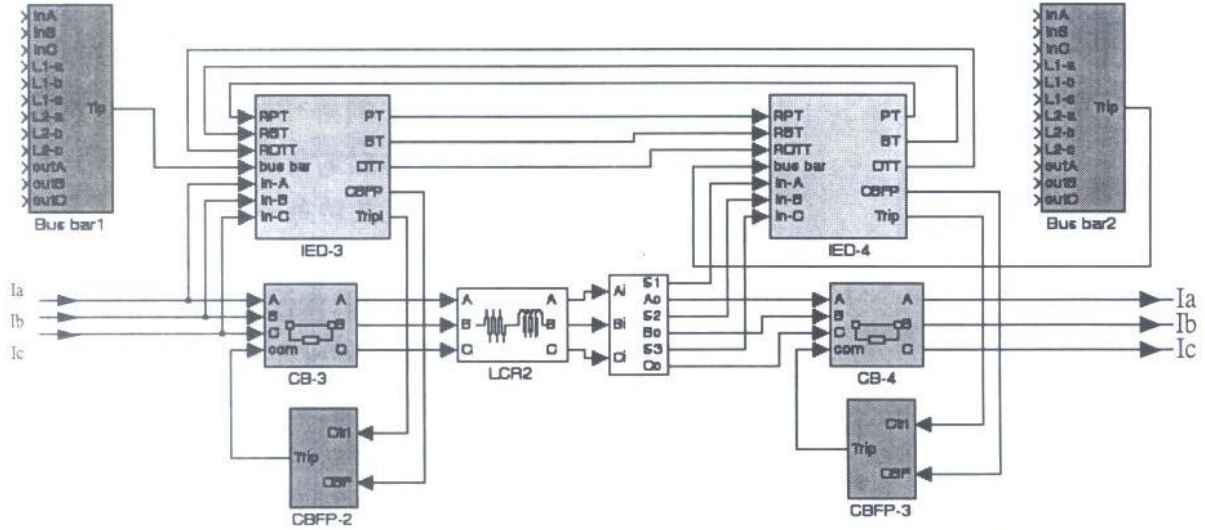 InA
InB
InC
L1-a
L1-b
L1-c
L2-a
L2-b
L2-c
outA
outB
outC
Trip
Bus bar1
RPT
RBT
RDTT
bus bar
In-A
In-B
In-C
PT
BT
DTT
CBFP
Trip
IED-3
RPT
RBT
RDTT
bus bar
In-A
In-B
In-C
PT
BT
DTT
CBFP
Trip
IED-4
InA
InB
InC
L1-a
L1-b
L1-c
L2-a
L2-b
L2-c
outA
outB
outC
Trip
Bus bar2
Ia
Ib
Ic
A
B
C
com
A
B
C
CB-3
A
B
C
A
B
C
LCR2
Ai
Bi
Ci
S1
Ao
S2
Bo
S3
Co
A
B
C
com
A
B
C
CB-4
Ia
Ib
Ic
Ctrl
Trip
CBF
CBFP-2
Ctrl
Trip
CBF
CBFP-3